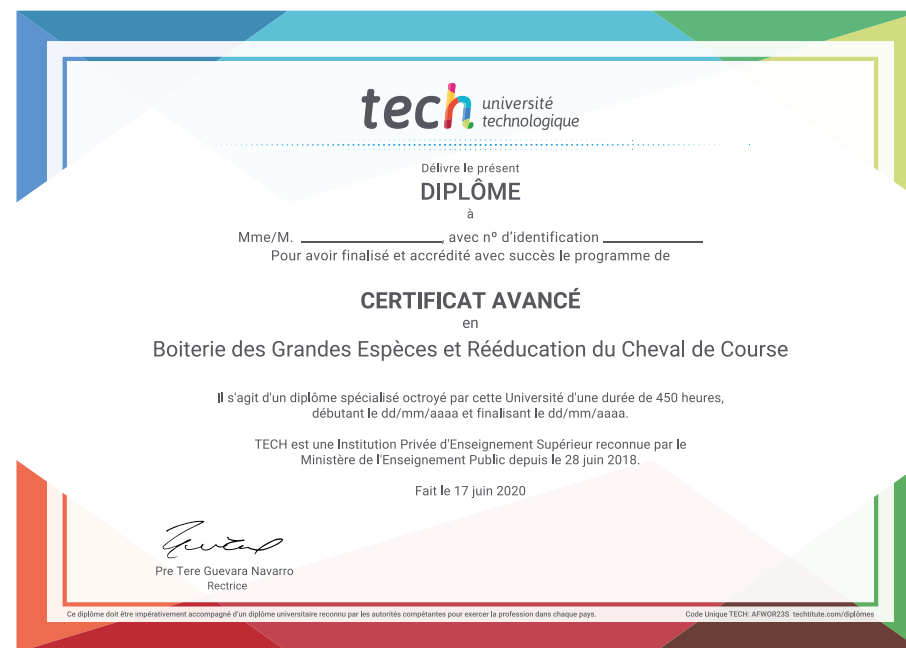 tech université
technologique
Délivre le présent
DIPLÔME
à
Mme/M. ____________________, avec nº d'identification ______________
Pour avoir finalisé et accrédité avec succès le programme de
CERTIFICAT AVANCÉ
en
Boiterie des Grandes Espèces et Rééducation du Cheval de Course
Il s'agit d'un diplôme spécialisé octroyé par cette Université d'une durée de 450 heures,
débutant le dd/mm/aaaa et finalisant le dd/mm/aaaa.
TECH est une Institution Privée d'Enseignement Supérieur reconnue par le
Ministère de l'Enseignement Public depuis le 28 juin 2018.
Fait le 17 juin 2020
Pre Tere Guevara Navarro
Rectrice
Ce diplôme doit être impérativement accompagné d'un diplôme universitaire reconnu par les autorités compétentes pour exercer la profession dans chaque pays.
Code Unique TECH: AFWOR23S techtitute.com/diplômes